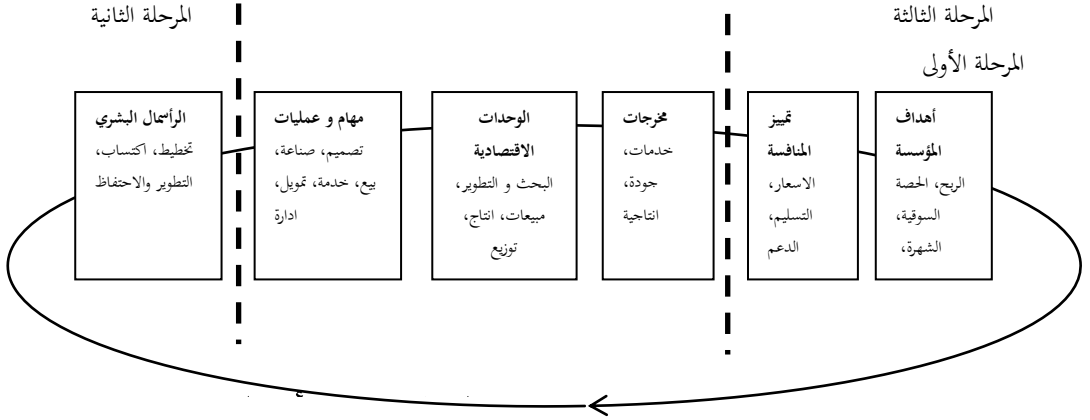 المرحلة الثالثة
المرحلة الثانية
المرحلة الأولى
أهداف
المؤسسة
الربح، الحصة
السوقية،
الشهرة،
تمييز
المنافسة
الاسعار،
التسليم،
الدعم
مخرجات
خدمات،
جودة،
انتاجية
الوحدات
الاقتصادية
البحث و التطوير،
مبيعات، انتاج،
توزيع
مهام و عمليات
تصميم، صناعة،
بيع، خدمة، تمويل،
ادارة
الرأسمال البشري
تخطيط، اكتساب،
التطوير والاحتفاظ